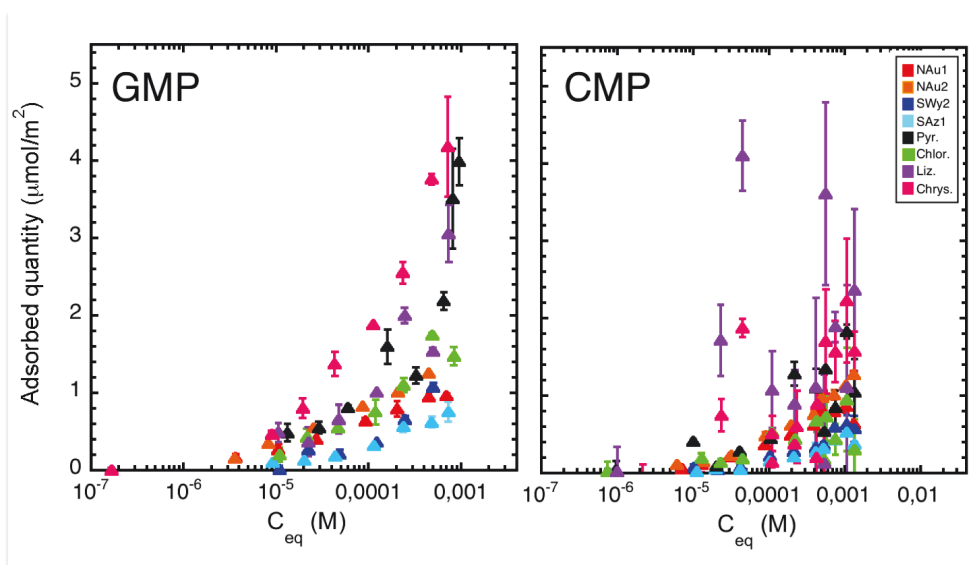 GMP
CMP
Adsorbed quantity (μmol/m²)
5
4
3
2
1
0
10⁻⁷
10⁻⁶
10⁻⁵
0,0001
0,001
C_eq (M)
NAu1
NAu2
SWy2
SAz1
Pyr.
Chlor.
Liz.
Chrys.
10⁻⁷
10⁻⁶
10⁻⁵
0,0001
0,001
0,01
C_eq (M)